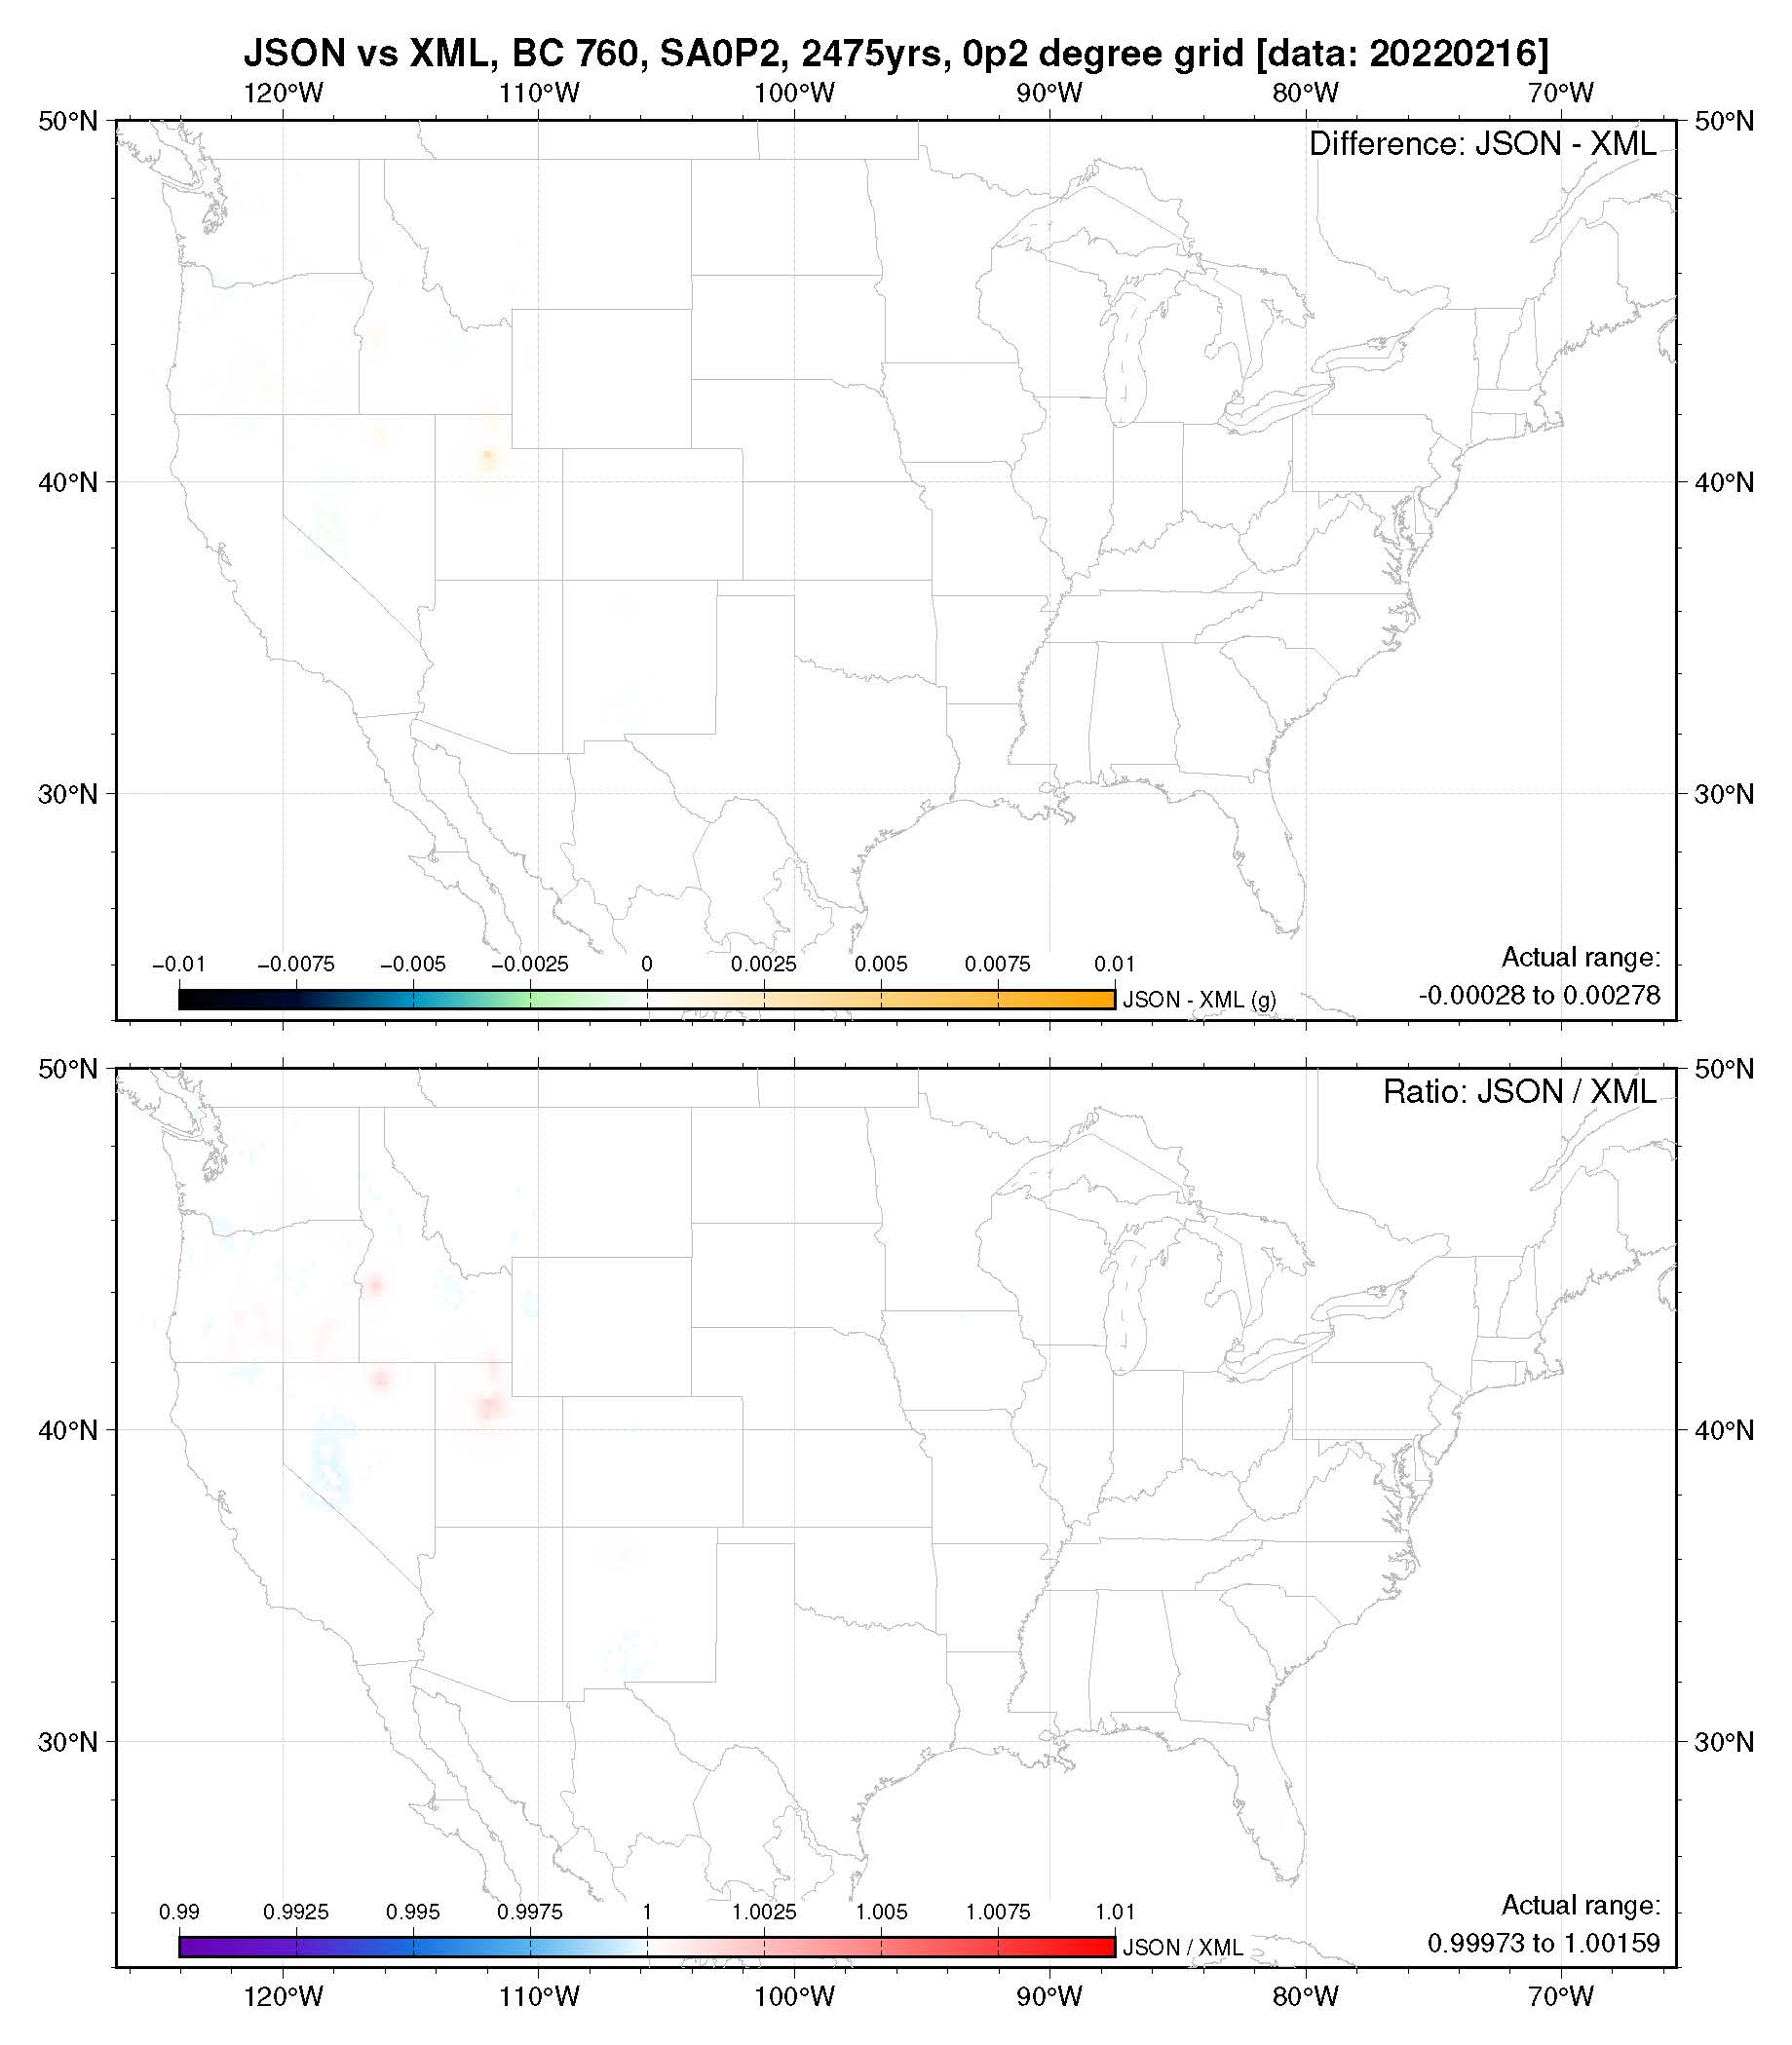 JSON vs XML, BC 760, SA0P2, 2475yrs, 0p2 degree grid [data: 20220216]
120°W 110°W 100°W 90°W 80°W 70°W
50°N 50°N
Difference: JSON - XML
40°N 40°N
30°N 30°N
Actual range:
−0.01 −0.0075 −0.005 −0.0025 0 0.0025 0.005 0.0075 0.01
JSON - XML (g)
-0.00028 to 0.00278
50°N 50°N
Ratio: JSON / XML
40°N 40°N
30°N 30°N
Actual range:
0.99 0.9925 0.995 0.9975 1 1.0025 1.005 1.0075 1.01
JSON / XML
0.99973 to 1.00159
120°W 110°W 100°W 90°W 80°W 70°W